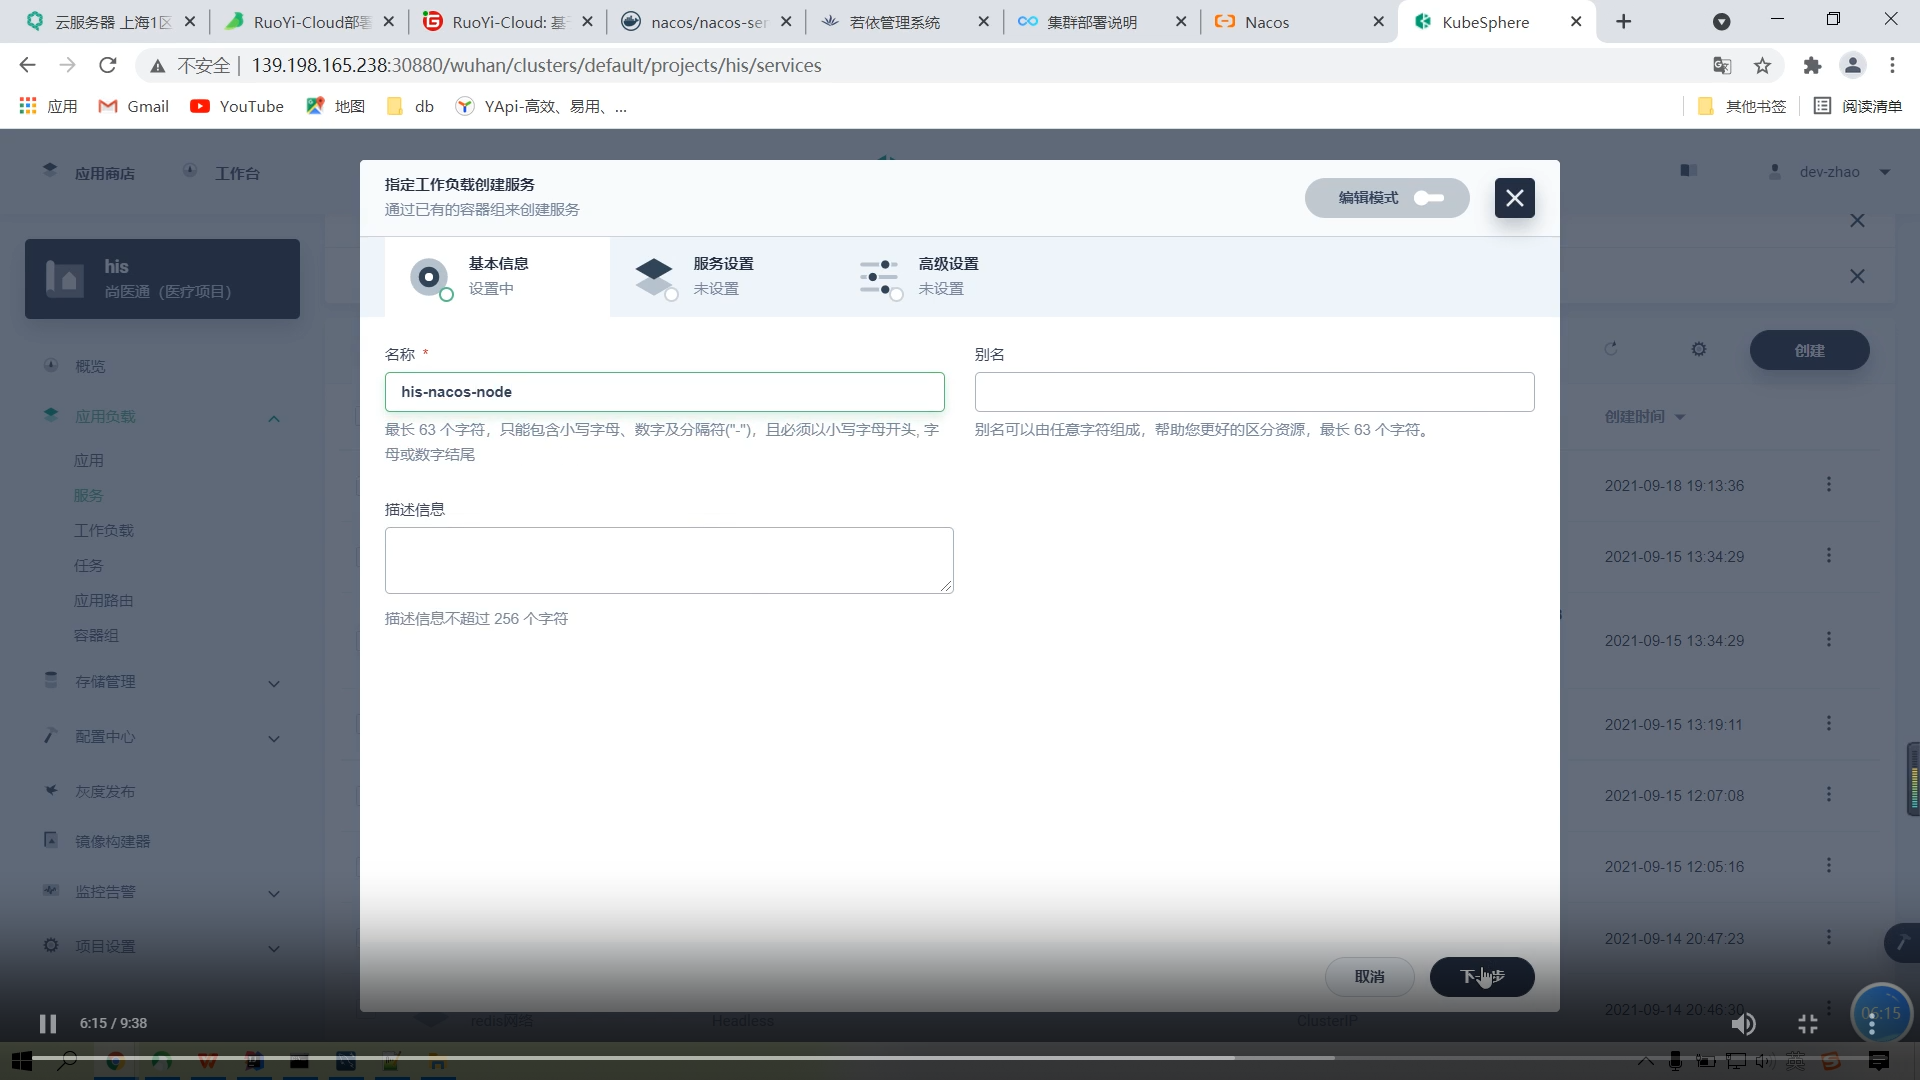 云服务器 上海1区
RuoYi-Cloud部署
RuoYi-Cloud: 基于
nacos/nacos-ser
若依管理系统
集群部署说明
Nacos
KubeSphere
不安全
139.198.165.238:30880/wuhan/clusters/default/projects/his/services
应用
Gmail
YouTube
地图
db
YApi-高效、易用、...
其他书签
阅读清单
应用商店
工作台
dev-zhao
his
尚医通（医疗项目）
概览
应用负载
应用
服务
工作负载
任务
应用路由
容器组
存储管理
配置中心
灰度发布
镜像构建器
监控告警
项目设置
指定工作负载创建服务
通过已有的容器组来创建服务
编辑模式
基本信息
设置中
服务设置
未设置
高级设置
未设置
名称 *
his-nacos-node
最长 63 个字符，只能包含小写字母、数字及分隔符("-")，且必须以小写字母开头, 字
母或数字结尾
别名
别名可以由任意字符组成，帮助您更好的区分资源，最长 63 个字符。
描述信息
描述信息不超过 256 个字符
取消
下一步
创建
创建时间
2021-09-18 19:13:36
2021-09-15 13:34:29
2021-09-15 13:34:29
2021-09-15 13:19:11
2021-09-15 12:07:08
2021-09-15 12:05:16
2021-09-14 20:47:23
2021-09-14 20:46:30
redis网络
Headless
ClusterIP
6:15 / 9:38
06:15
英